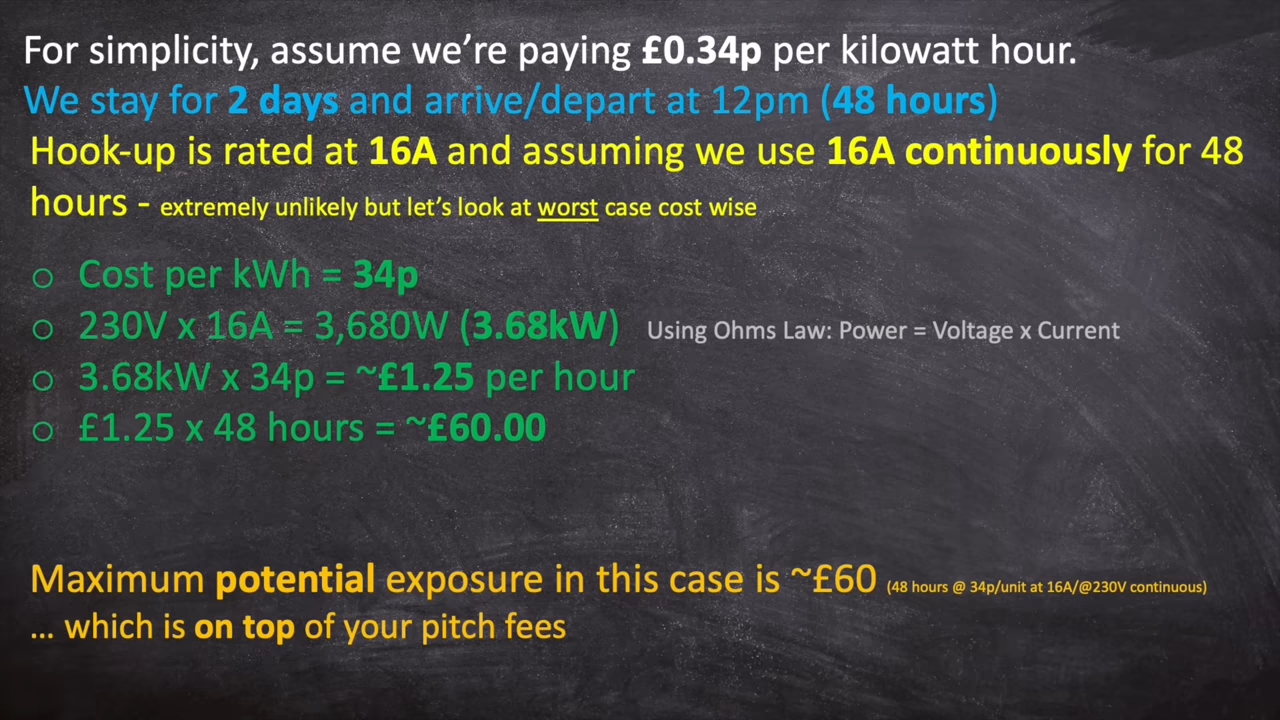 For simplicity, assume we're paying £0.34p per kilowatt hour.
We stay for 2 days and arrive/depart at 12pm (48 hours)
Hook-up is rated at 16A and assuming we use 16A continuously for 48
hours - extremely unlikely but let's look at worst case cost wise
o Cost per kWh = 34p
o 230V x 16A = 3,680W (3.68kW) Using Ohms Law: Power = Voltage x Current
o 3.68kW x 34p = ~£1.25 per hour
o £1.25 x 48 hours = ~£60.00
Maximum potential exposure in this case is ~£60 (48 hours @ 34p/unit at 16A/@230V continuous)
... which is on top of your pitch fees